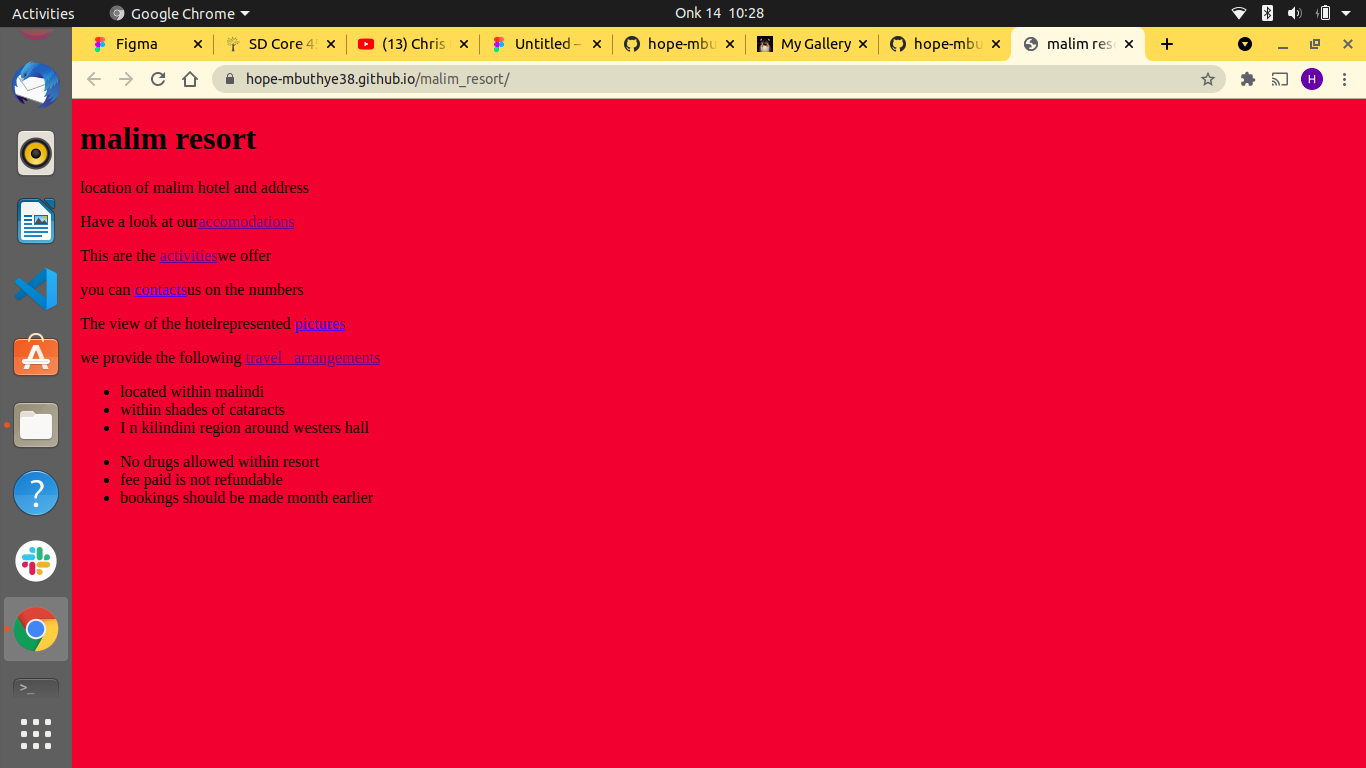 Activities Google Chrome Onk 14 10:28
Figma SD Core 45 (13) Chris Untitled – hope-mbu My Gallery hope-mbu malim res
hope-mbuthye38.github.io/malim_resort/ H
malim resort
location of malim hotel and address
Have a look at ouraccomodations
This are the activitieswe offer
you can contactsus on the numbers
The view of the hotelrepresented pictures
we provide the following travel_arrangements
located within malindi
within shades of cataracts
I n kilindini region around westers hall
No drugs allowed within resort
fee paid is not refundable
bookings should be made month earlier